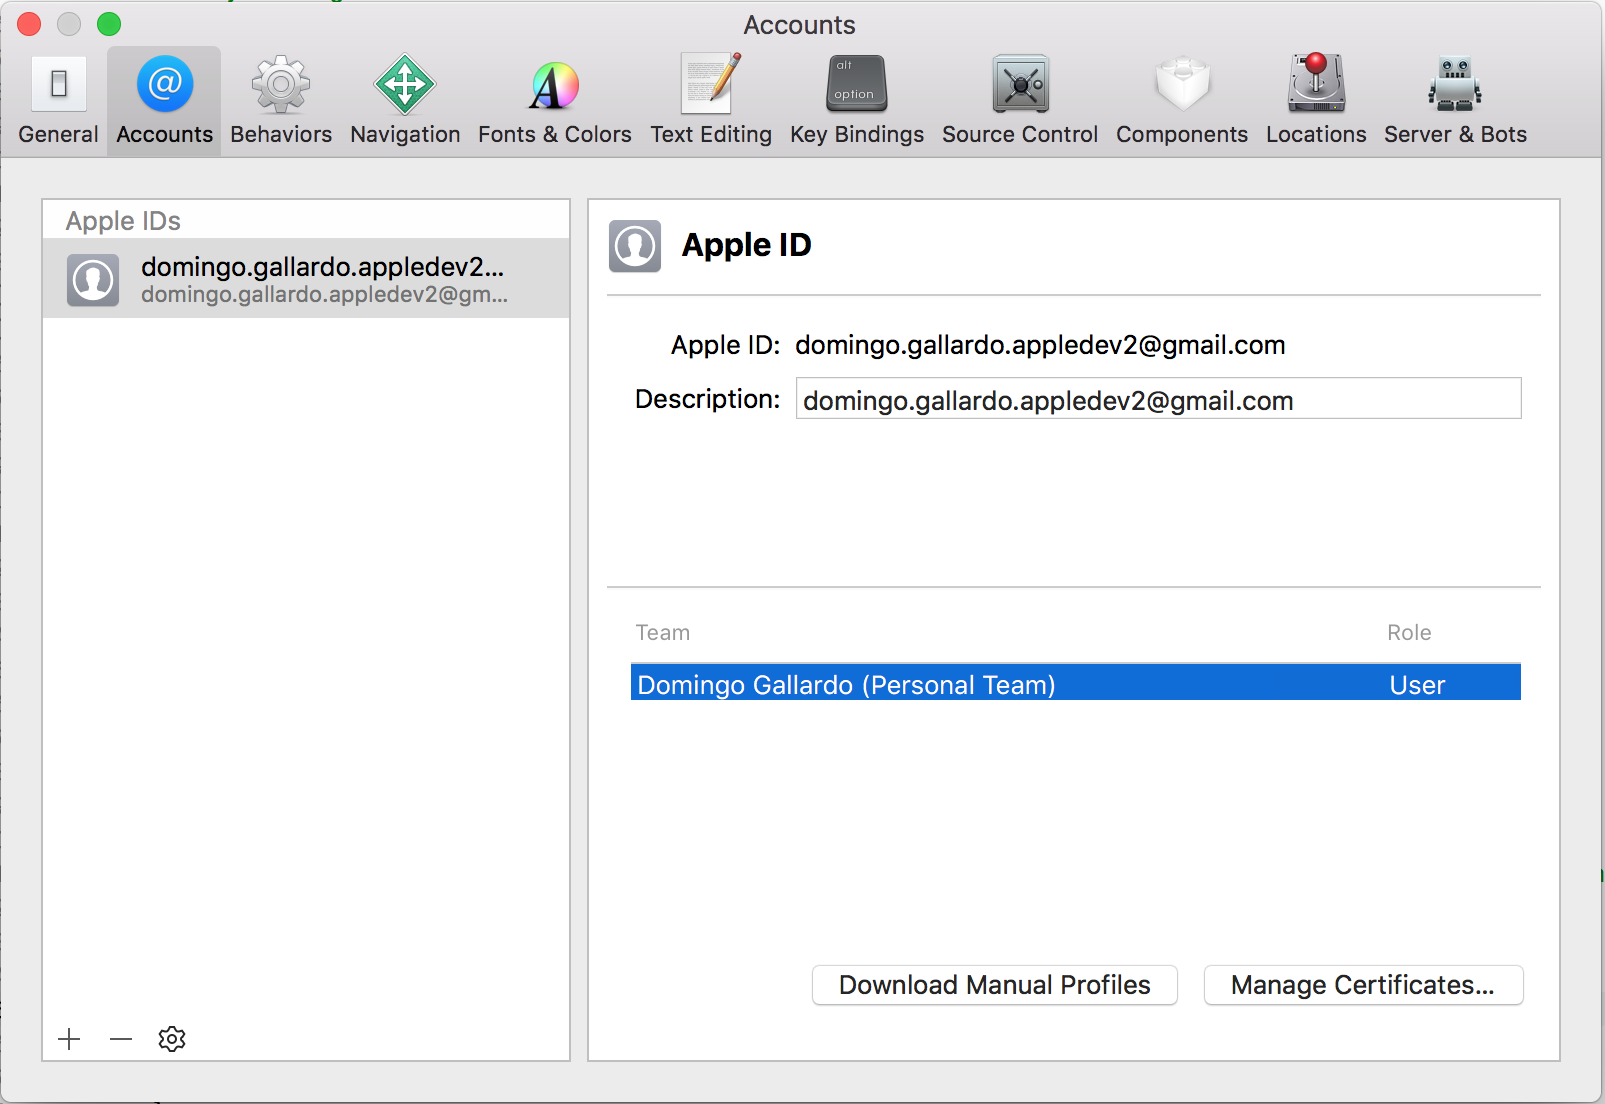 Accounts
General
Accounts
Behaviors
Navigation
Fonts & Colors
Text Editing
alt
option
Key Bindings
Source Control
Components
Locations
Server & Bots
Apple IDs
domingo.gallardo.appledev2...
domingo.gallardo.appledev2@gm...
Apple ID
Apple ID: domingo.gallardo.appledev2@gmail.com
Description: domingo.gallardo.appledev2@gmail.com
Team Role
Domingo Gallardo (Personal Team) User
Download Manual Profiles Manage Certificates...